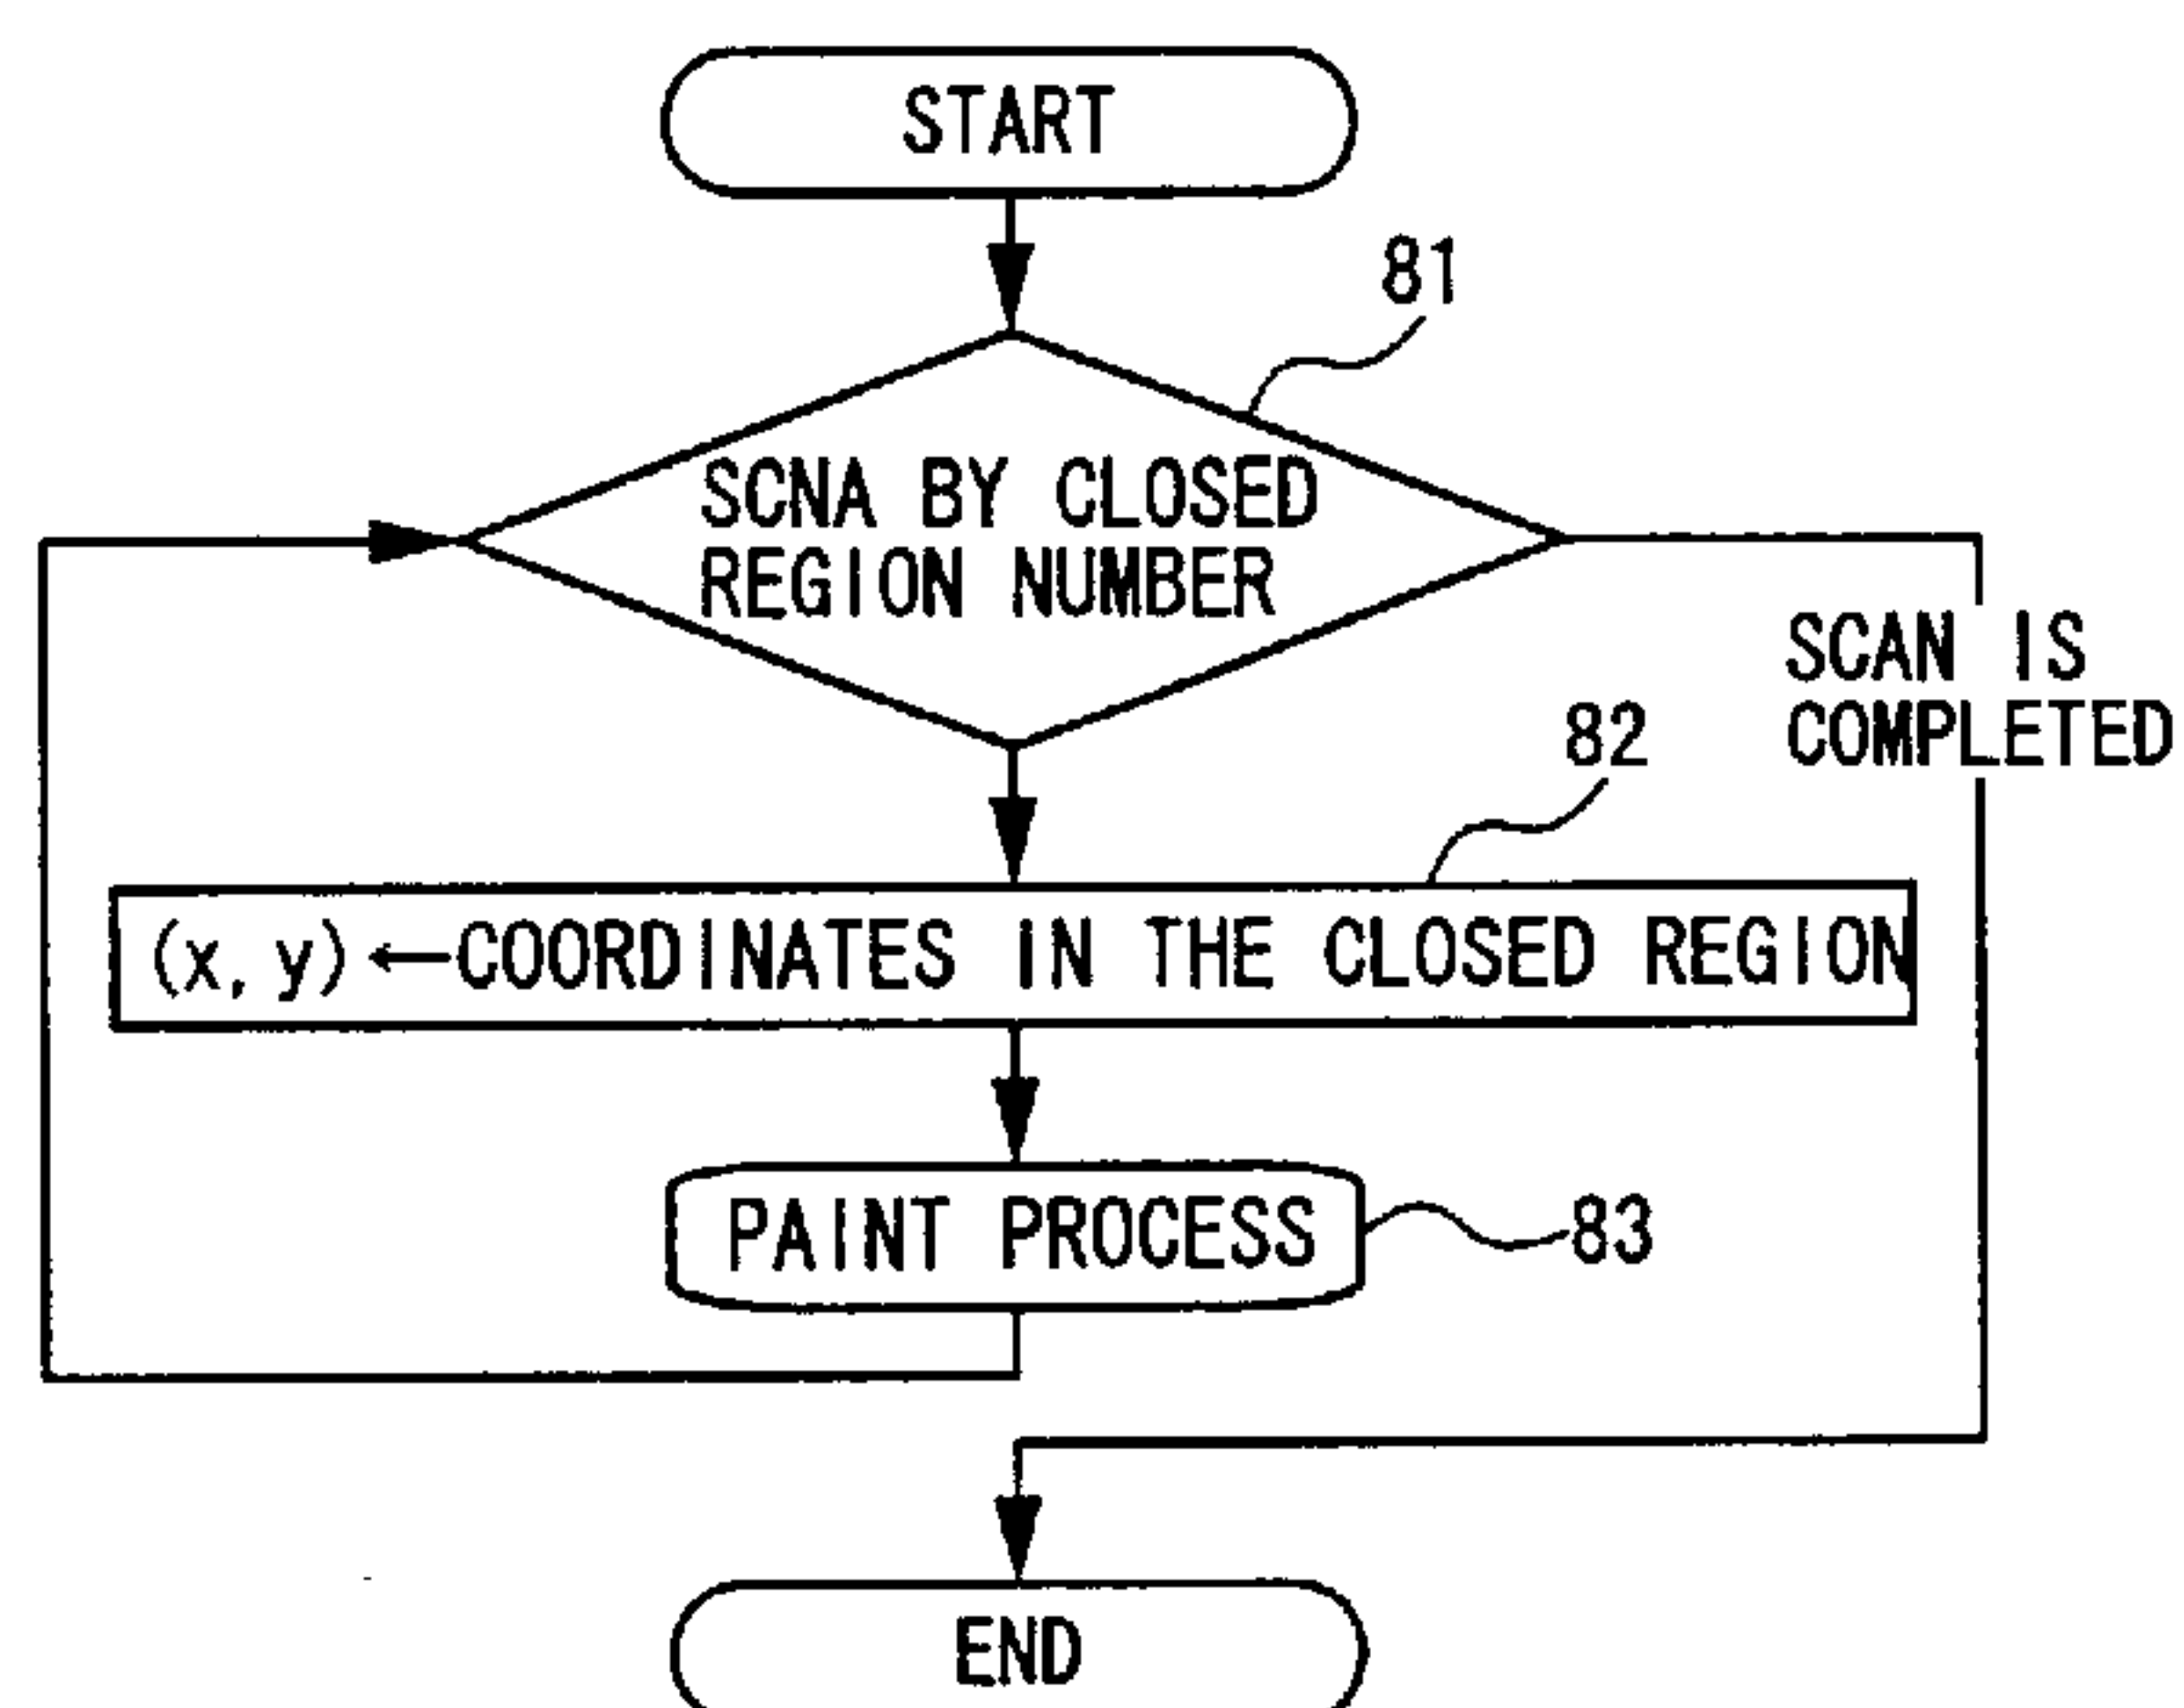 START
81
SCNA BY CLOSED
REGION NUMBER
SCAN IS
COMPLETED
82
(x, y)←COORDINATES IN THE CLOSED REGION
PAINT PROCESS
83
END